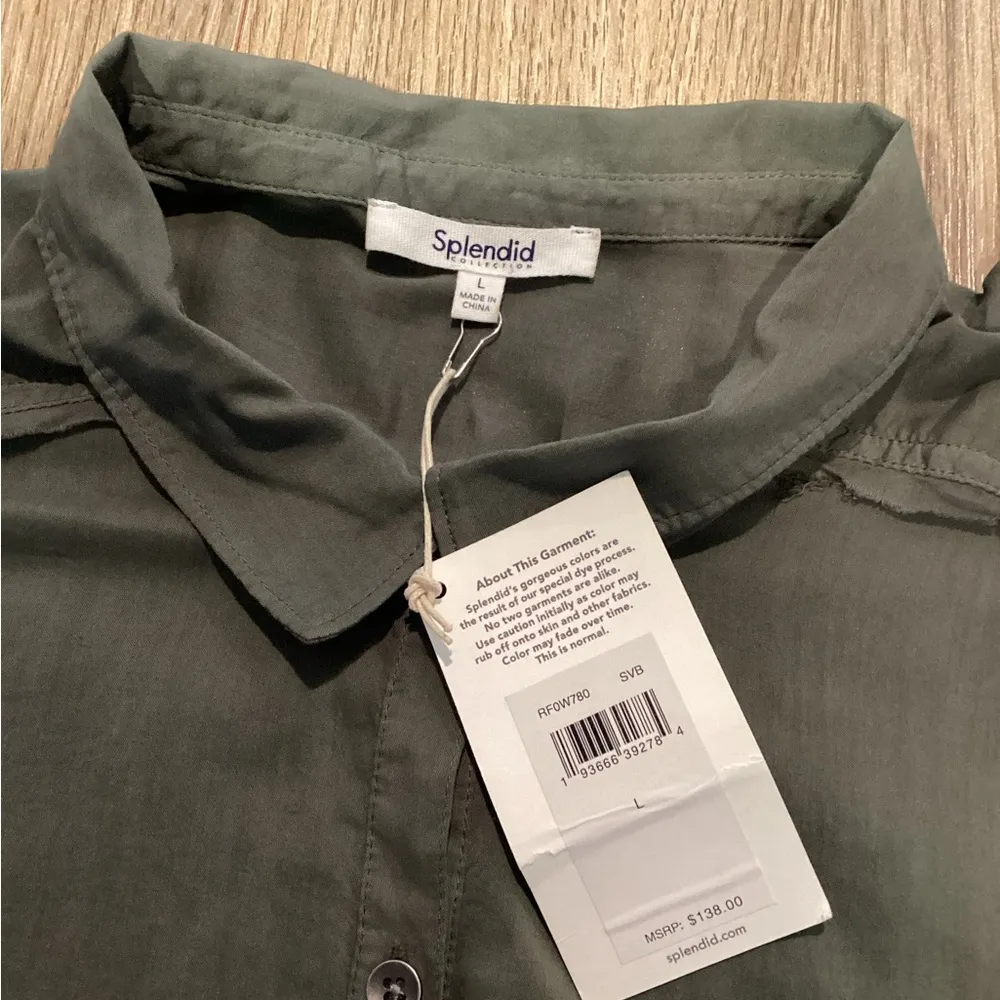 Splendid
COLLECTION
L
MADE IN
CHINA
About This Garment:
Splendid's gorgeous colors are
the result of our special dye process.
No two garments are alike.
Use caution initially as color may
rub off onto skin and other fabrics.
Color may fade over time.
This is normal.
RF0W780 SVB
1 93666 39278 4
L
MSRP: $138.00
splendid.com